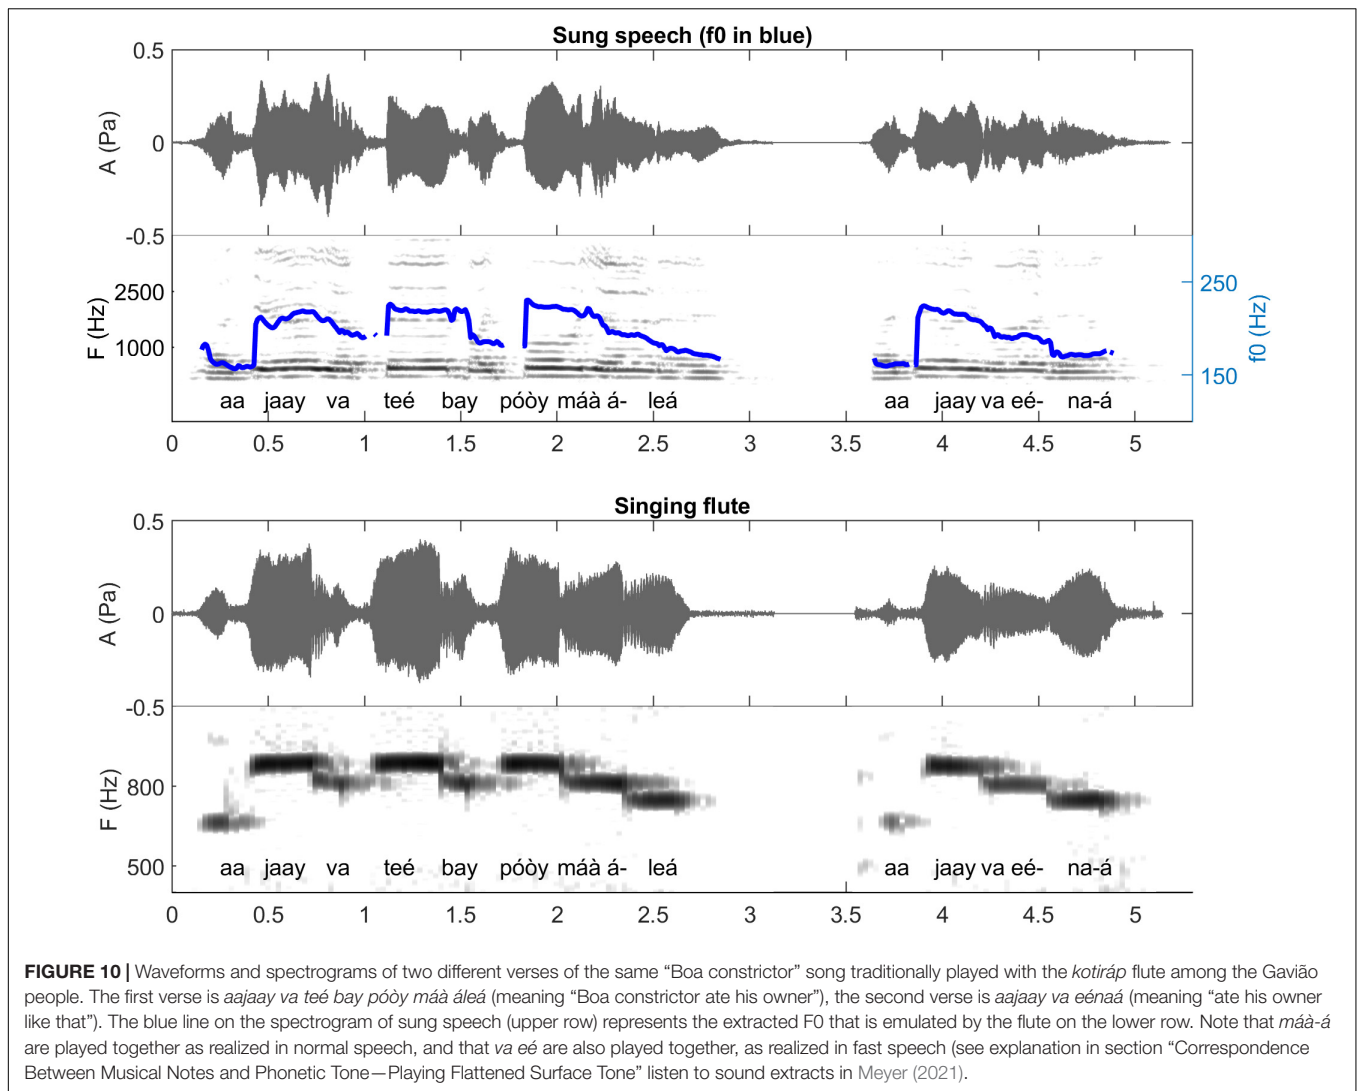 Sung speech (f0 in blue)
0.5
A (Pa)
0
-0.5
2500
F (Hz)
1000
250
f0 (Hz)
150
aa jaay va teé bay póòy máà á- leá aa jaay va eé- na-á
0 0.5 1 1.5 2 2.5 3 3.5 4 4.5 5
Singing flute
0.5
A (Pa)
0
-0.5
F (Hz)
800
500
aa jaay va teé bay póòy máà á- leá aa jaay va eé- na-á
0 0.5 1 1.5 2 2.5 3 3.5 4 4.5 5
FIGURE 10 | Waveforms and spectrograms of two different verses of the same “Boa constrictor” song traditionally played with the kotiráp flute among the Gavião
people. The first verse is aajaay va teé bay póòy máà áleá (meaning “Boa constrictor ate his owner”), the second verse is aajaay va eénaá (meaning “ate his owner
like that”). The blue line on the spectrogram of sung speech (upper row) represents the extracted F0 that is emulated by the flute on the lower row. Note that máà-á
are played together as realized in normal speech, and that va eé are also played together, as realized in fast speech (see explanation in section “Correspondence
Between Musical Notes and Phonetic Tone—Playing Flattened Surface Tone” listen to sound extracts in Meyer (2021).